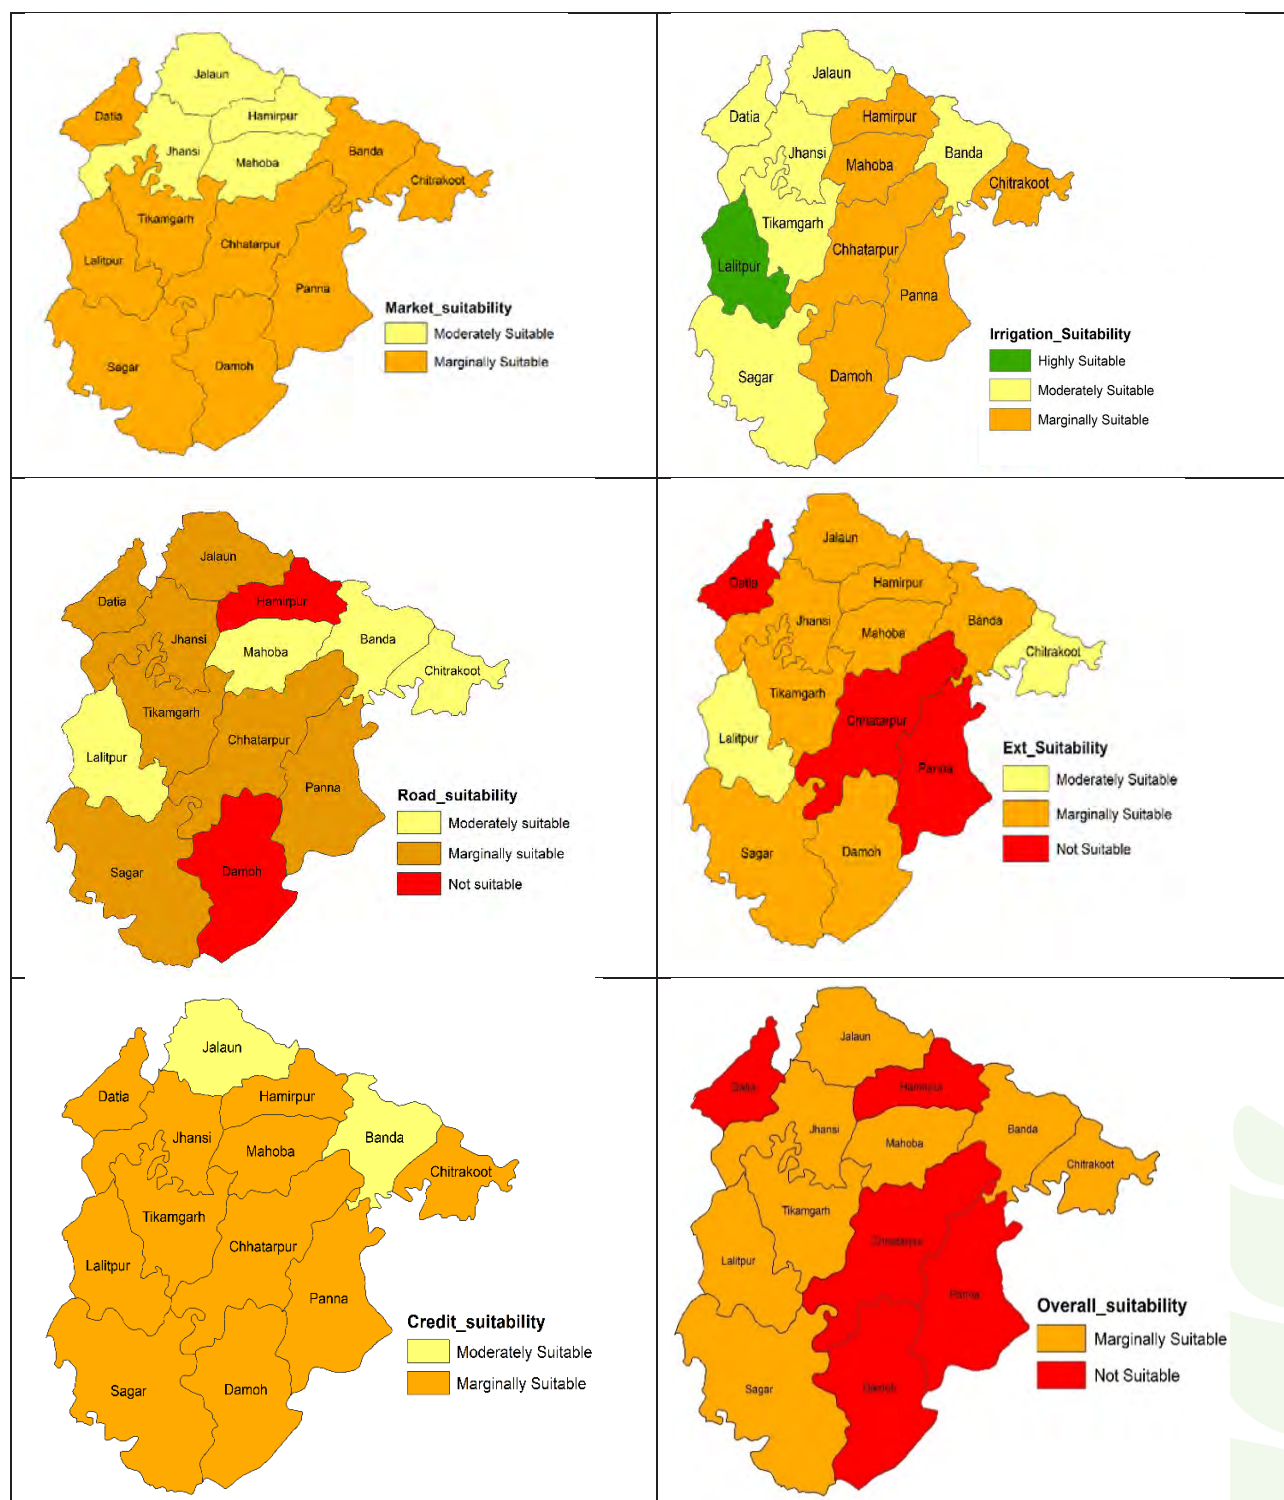 Jalaun
Datia
Hamirpur
Jhansi
Mahoba
Banda
Chitrakoot
Tikamgarh
Chhatarpur
Lalitpur
Panna
Sagar
Damoh
Market_suitability
Moderately Suitable
Marginally Suitable
Jalaun
Datia
Hamirpur
Jhansi
Mahoba
Banda
Chitrakoot
Tikamgarh
Chhatarpur
Lalitpur
Panna
Sagar
Damoh
Irrigation_Suitability
Highly Suitable
Moderately Suitable
Marginally Suitable
Jalaun
Datia
Hamirpur
Jhansi
Mahoba
Banda
Chitrakoot
Tikamgarh
Chhatarpur
Lalitpur
Panna
Sagar
Damoh
Road_suitability
Moderately suitable
Marginally suitable
Not suitable
Jalaun
Datia
Hamirpur
Jhansi
Mahoba
Banda
Chitrakoot
Tikamgarh
Chhatarpur
Lalitpur
Panna
Sagar
Damoh
Ext_Suitability
Moderately Suitable
Marginally Suitable
Not Suitable
Jalaun
Datia
Hamirpur
Jhansi
Mahoba
Banda
Chitrakoot
Tikamgarh
Chhatarpur
Lalitpur
Panna
Sagar
Damoh
Credit_suitability
Moderately Suitable
Marginally Suitable
Jalaun
Datia
Hamirpur
Jhansi
Mahoba
Banda
Chitrakoot
Tikamgarh
Chhatarpur
Lalitpur
Panna
Sagar
Damoh
Overall_suitability
Marginally Suitable
Not Suitable